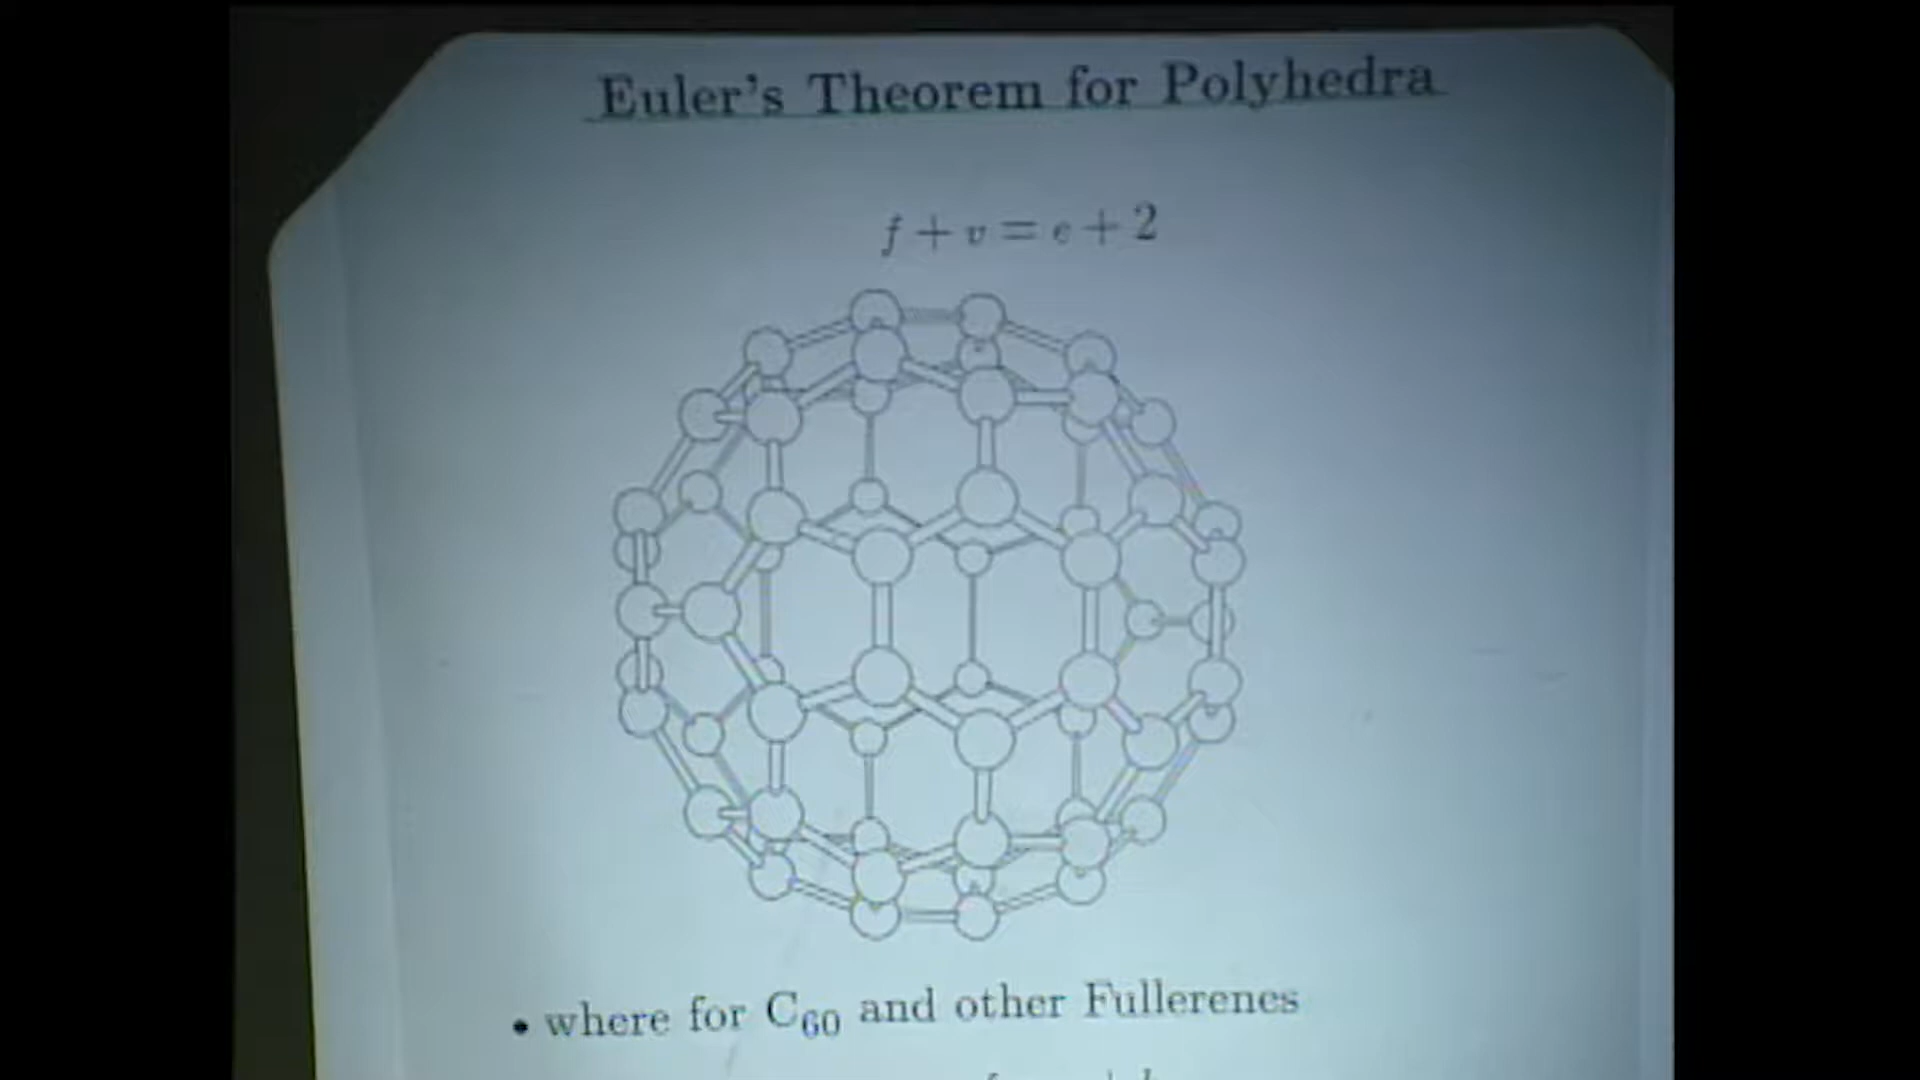 Euler's Theorem for Polyhedra
f + v = e + 2
• where for C₆₀ and other Fullerenes